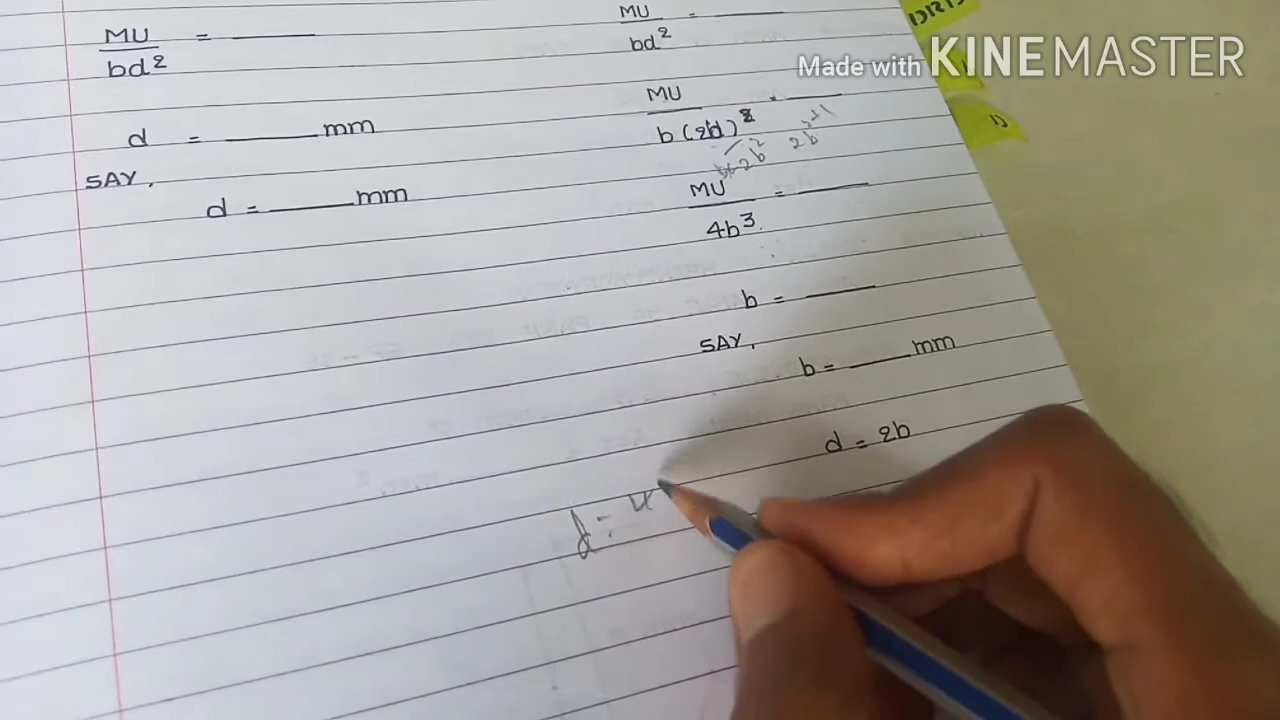 Made with KINEMASTER
MU/bd² = ______
d = ______ mm
SAY,
d = ______ mm
MU/bd² = ______
MU/b(2b)² = ______
2b²
MU/4b³ = ______
b = ______
SAY,
b = ______ mm
d = 2b